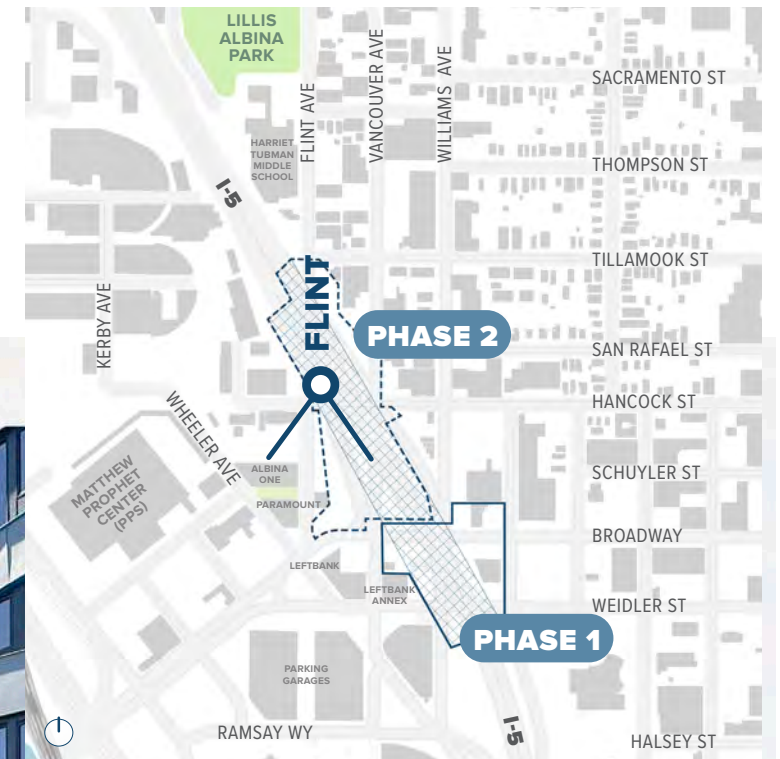 LILLIS
ALBINA
PARK
FLINT AVE
VANCOUVER AVE
WILLIAMS AVE
SACRAMENTO ST
HARRIET
TUBMAN
MIDDLE
SCHOOL
THOMPSON ST
I-5
TILLAMOOK ST
KERBY AVE
FLINT
PHASE 2
SAN RAFAEL ST
HANCOCK ST
WHEELER AVE
MATTHEW
PROPHET
CENTER
(PPS)
ALBINA
ONE
SCHUYLER ST
PARAMOUNT
BROADWAY
LEFTBANK
LEFTBANK
ANNEX
WEIDLER ST
PHASE 1
PARKING
GARAGES
RAMSAY WY
I-5
HALSEY ST